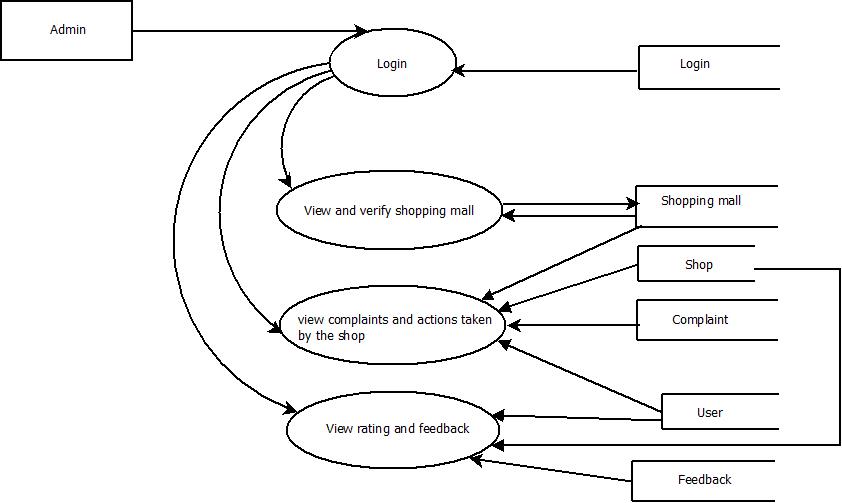 Admin
Login
Login
View and verify shopping mall
Shopping mall
Shop
view complaints and actions taken
by the shop
Complaint
User
View rating and feedback
Feedback